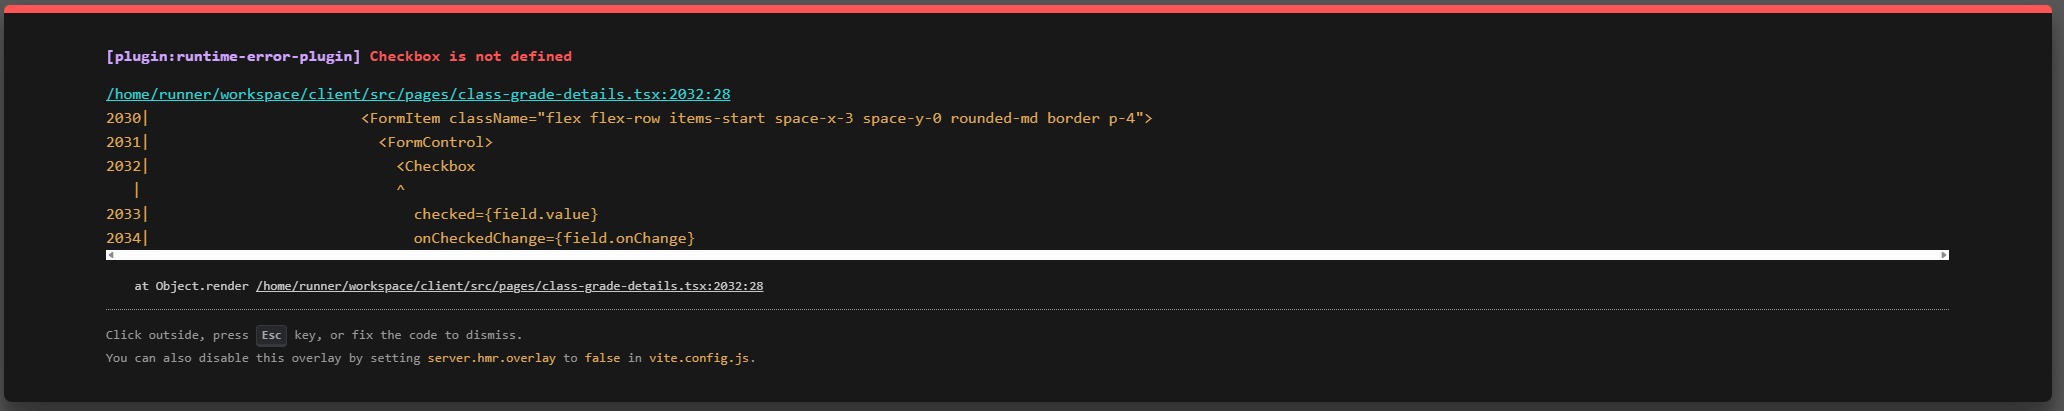 [plugin:runtime-error-plugin] Checkbox is not defined
/home/runner/workspace/client/src/pages/class-grade-details.tsx:2032:28
2030|                        <FormItem className="flex flex-row items-start space-x-3 space-y-0 rounded-md border p-4">
2031|                          <FormControl>
2032|                            <Checkbox
   |                             ^
2033|                              checked={field.value}
2034|                              onCheckedChange={field.onChange}
at Object.render /home/runner/workspace/client/src/pages/class-grade-details.tsx:2032:28
Click outside, press Esc key, or fix the code to dismiss.
You can also disable this overlay by setting server.hmr.overlay to false in vite.config.js.